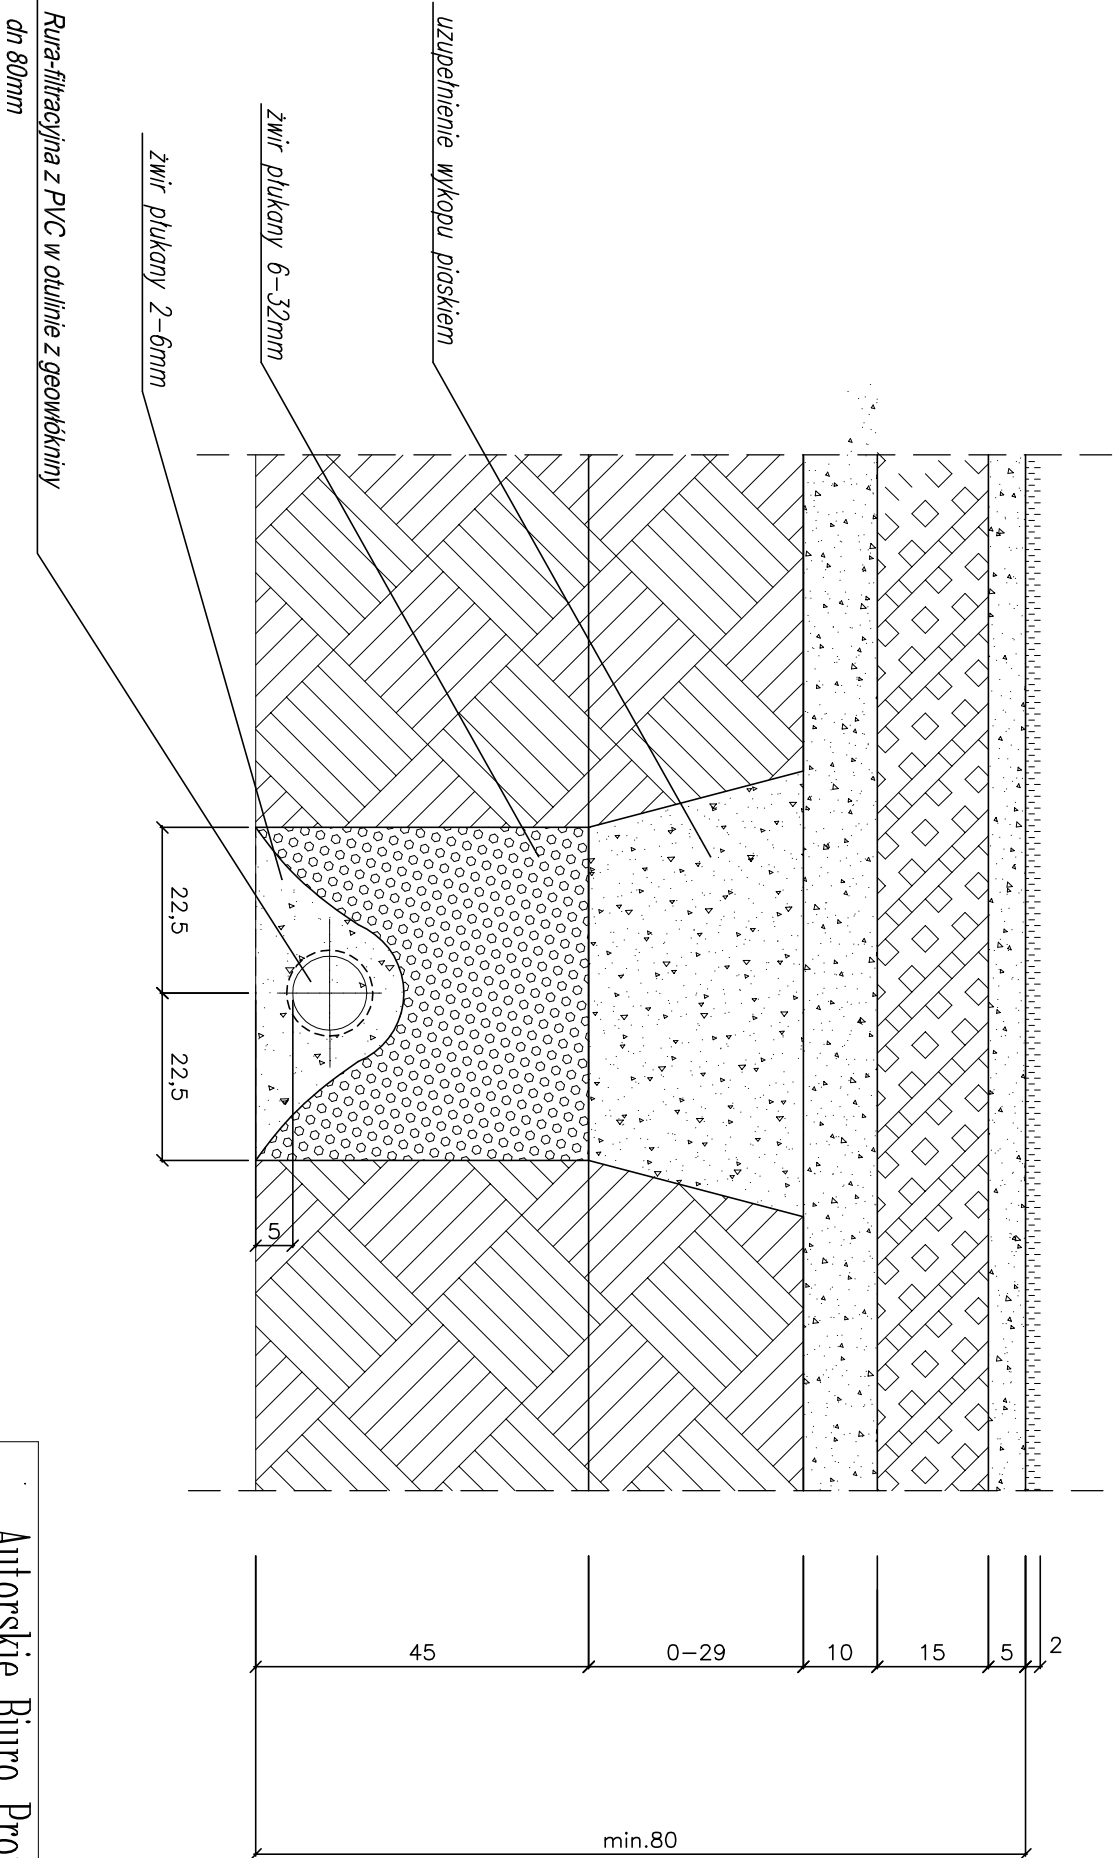 uzupełnienie wykopu piaskiem
żwir płukany 6-32mm
żwir płukany 2-6mm
Rura-filtracyjna z PVC w otulinie z geowłókniny
dn 80mm
22,5
22,5
5
45
0-29
10
15
5
2
min.80
Autorskie Biuro